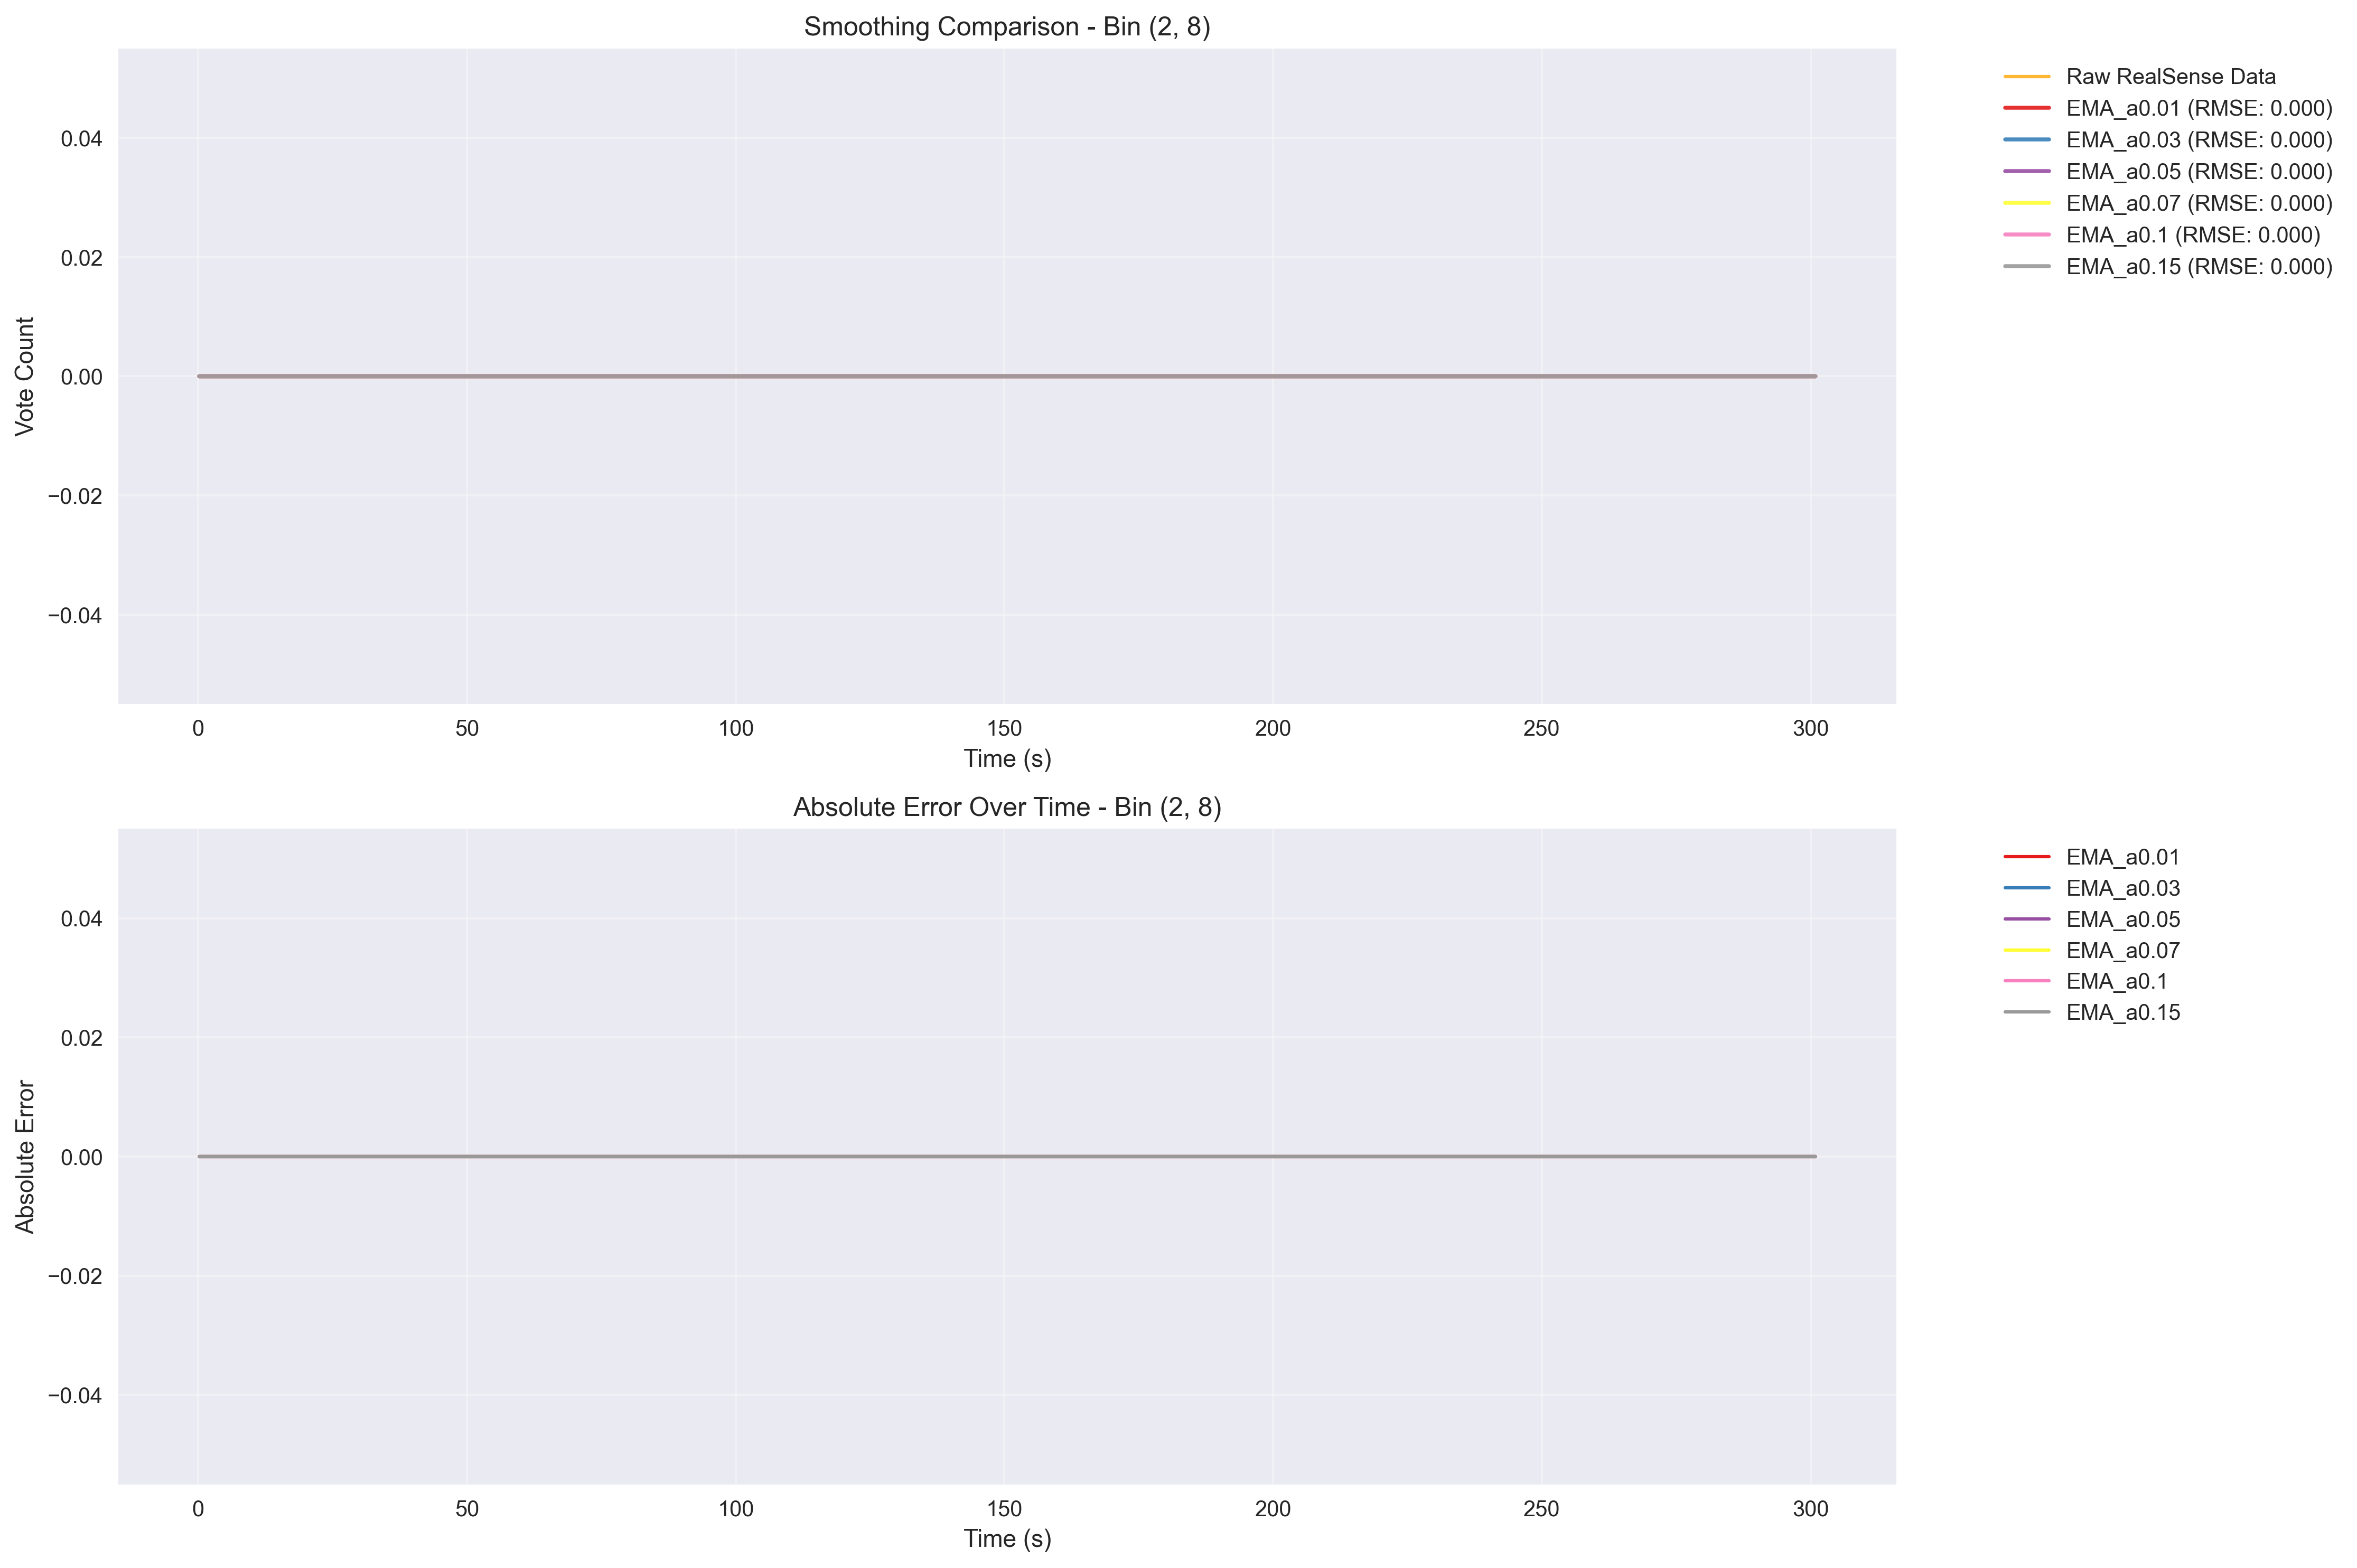 Smoothing Comparison - Bin (2, 8)
Raw RealSense Data
EMA_a0.01 (RMSE: 0.000)
EMA_a0.03 (RMSE: 0.000)
EMA_a0.05 (RMSE: 0.000)
EMA_a0.07 (RMSE: 0.000)
EMA_a0.1 (RMSE: 0.000)
EMA_a0.15 (RMSE: 0.000)
Vote Count
0.04
0.02
0.00
−0.02
−0.04
0 50 100 150 200 250 300
Time (s)
Absolute Error Over Time - Bin (2, 8)
EMA_a0.01
EMA_a0.03
EMA_a0.05
EMA_a0.07
EMA_a0.1
EMA_a0.15
Absolute Error
0.04
0.02
0.00
−0.02
−0.04
0 50 100 150 200 250 300
Time (s)